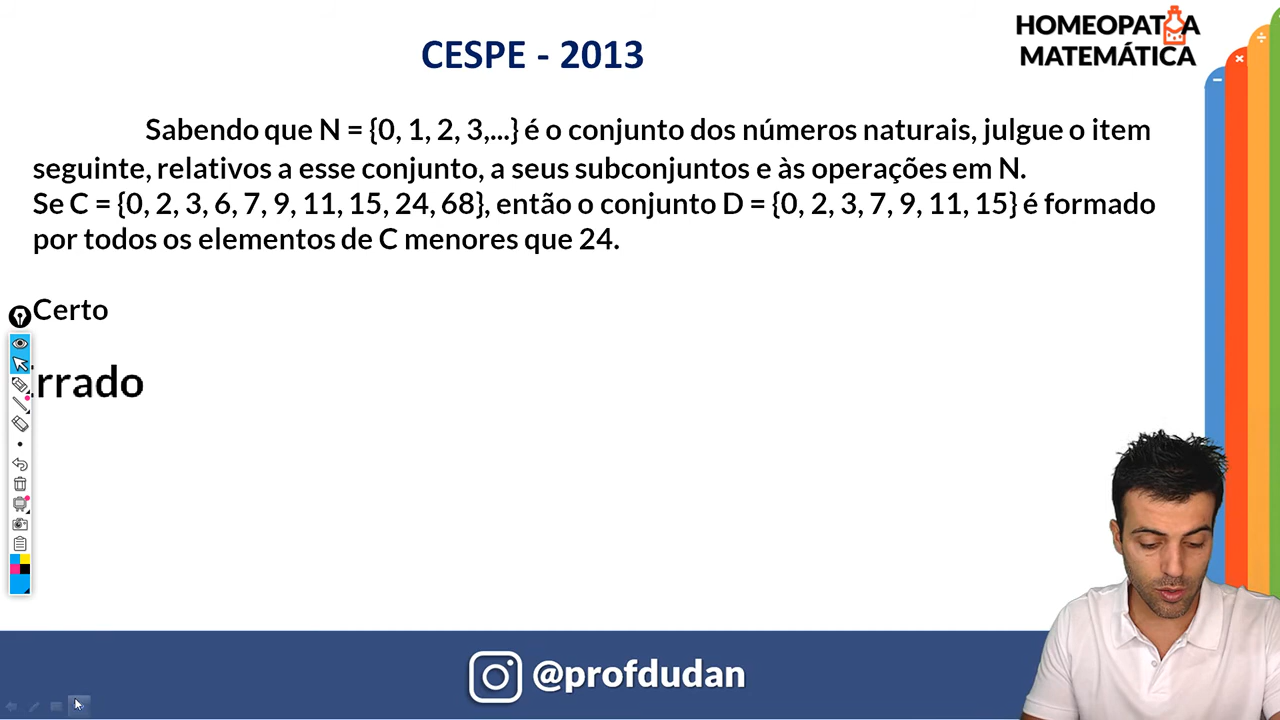 HOMEOPATIA
MATEMÁTICA
CESPE - 2013
Sabendo que N = {0, 1, 2, 3,...} é o conjunto dos números naturais, julgue o item
seguinte, relativos a esse conjunto, a seus subconjuntos e às operações em N.
Se C = {0, 2, 3, 6, 7, 9, 11, 15, 24, 68}, então o conjunto D = {0, 2, 3, 7, 9, 11, 15} é formado
por todos os elementos de C menores que 24.
Certo
rrado
@profdudan